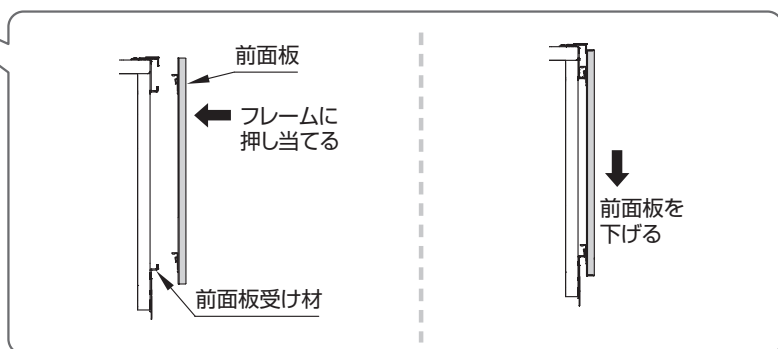 前面板
フレームに
押し当てる
前面板受け材
前面板を
下げる